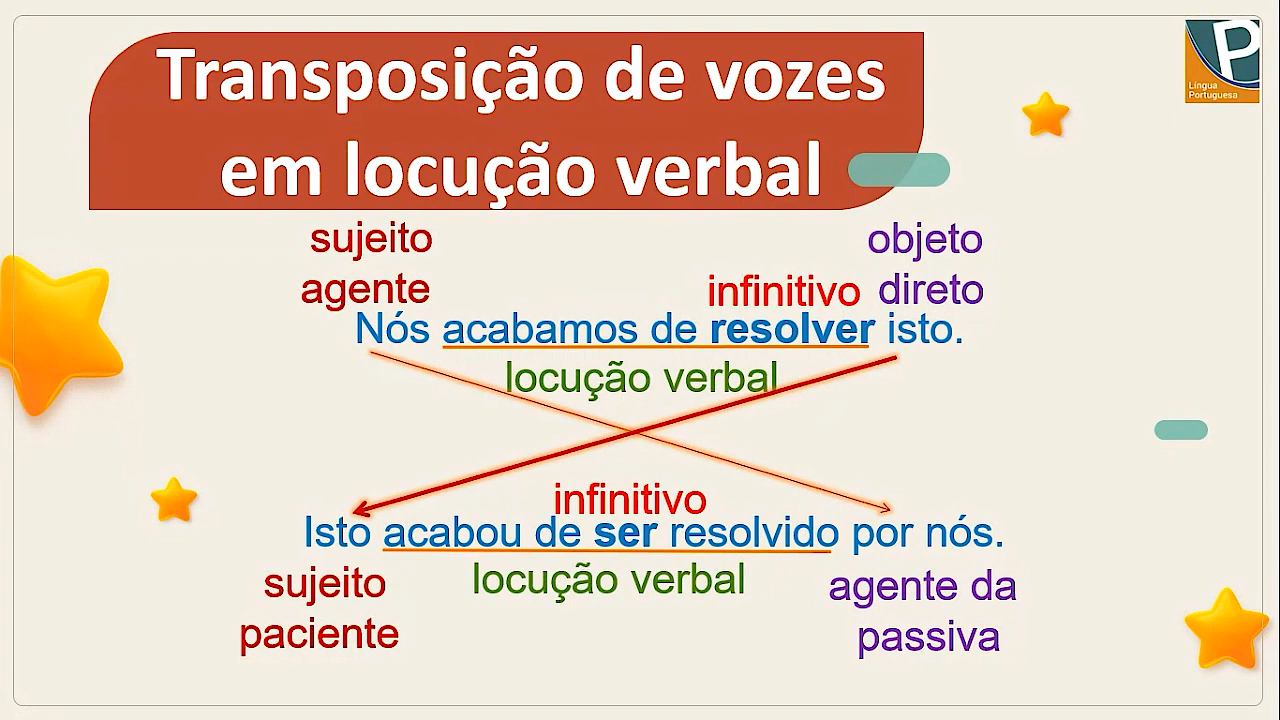 Transposição de vozes
em locução verbal
Língua
Portuguesa
sujeito
agente
objeto
direto
infinitivo
Nós acabamos de resolver isto.
locução verbal
infinitivo
Isto acabou de ser resolvido por nós.
sujeito
paciente
locução verbal
agente da
passiva